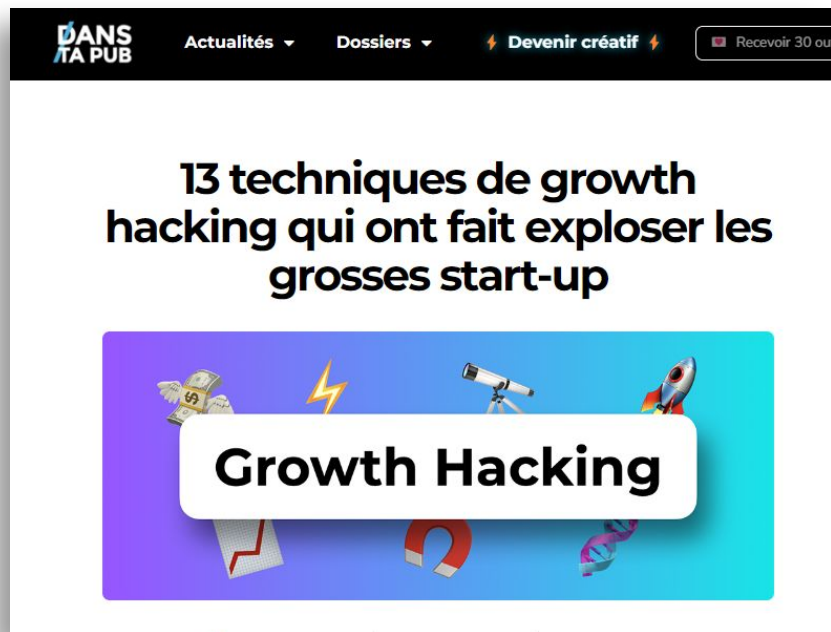 DANS
TA PUB
Actualités
Dossiers
Devenir créatif
Recevoir 30 ou
13 techniques de growth
hacking qui ont fait exploser les
grosses start-up
Growth Hacking